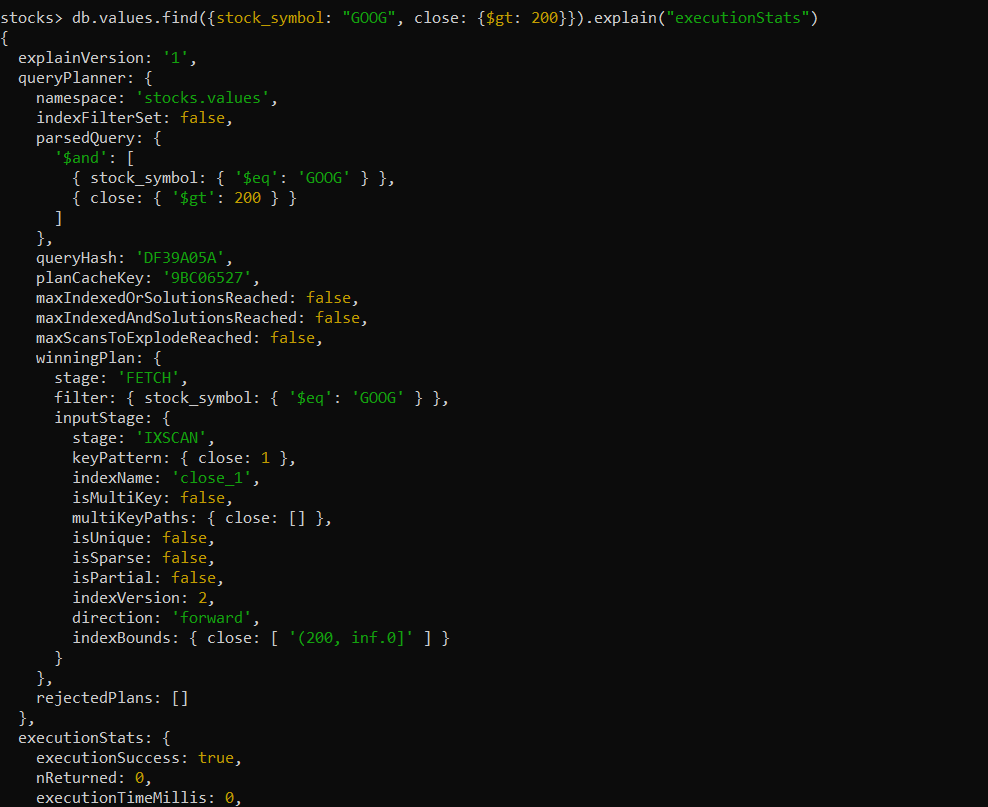 stocks> db.values.find({stock_symbol: "GOOG", close: {$gt: 200}}).explain("executionStats")
{
  explainVersion: '1',
  queryPlanner: {
    namespace: 'stocks.values',
    indexFilterSet: false,
    parsedQuery: {
      '$and': [
        { stock_symbol: { '$eq': 'GOOG' } },
        { close: { '$gt': 200 } }
      ]
    },
    queryHash: 'DF39A05A',
    planCacheKey: '9BC06527',
    maxIndexedOrSolutionsReached: false,
    maxIndexedAndSolutionsReached: false,
    maxScansToExplodeReached: false,
    winningPlan: {
      stage: 'FETCH',
      filter: { stock_symbol: { '$eq': 'GOOG' } },
      inputStage: {
        stage: 'IXSCAN',
        keyPattern: { close: 1 },
        indexName: 'close_1',
        isMultiKey: false,
        multiKeyPaths: { close: [] },
        isUnique: false,
        isSparse: false,
        isPartial: false,
        indexVersion: 2,
        direction: 'forward',
        indexBounds: { close: [ '(200, inf.0]' ] }
      }
    },
    rejectedPlans: []
  },
  executionStats: {
    executionSuccess: true,
    nReturned: 0,
    executionTimeMillis: 0,